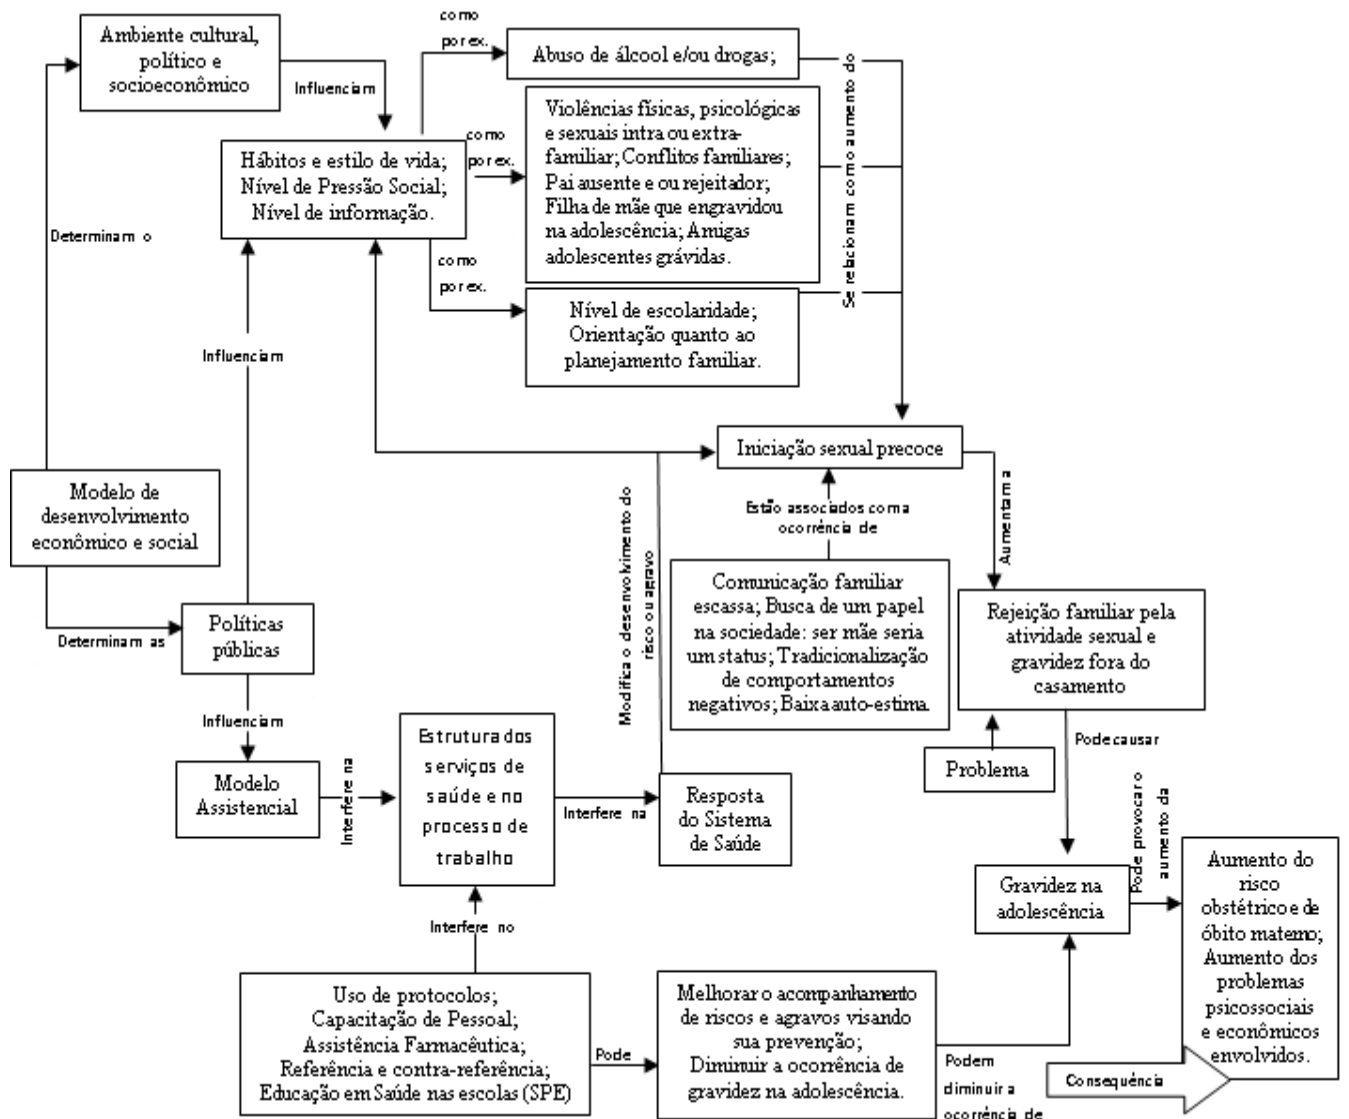 Ambiente cultural,
político e
socioeconômico
Influenciam
como
por ex.
Abuso de álcool e/ou drogas;
Determinam o
Hábitos e estilo de vida;
Nível de Pressão Social;
Nível de informação.
como
por ex.
Violências físicas, psicológicas
e sexuais intra ou extra-
familiar; Conflitos familiares;
Pai ausente e ou rejeitador;
Filha de mãe que engravidou
na adolescência; Amigas
adolescentes grávidas.
Se relacionam com o aumento do
como
por ex.
Nível de escolaridade;
Orientação quanto ao
planejamento familiar.
Influenciam
Iniciação sexual precoce
Modelo de
desenvolvimento
econômico e social
Modifica o desenvolvimento do
risco ou agravo
Estão associados com a
ocorrência de
Aumentam a
Comunicação familiar
escassa; Busca de um papel
na sociedade: ser mãe seria
um status; Tradicionalização
de comportamentos
negativos; Baixa auto-estima.
Rejeição familiar pela
atividade sexual e
gravidez fora do
casamento
Determinam as
Políticas
públicas
Influenciam
Problema
Pode causar
Modelo
Assistencial
Interfere na
Estrutura dos
serviços de
saúde e no
processo de
trabalho
Interfere na
Resposta
do Sistema
de Saúde
Gravidez na
adolescência
Pode provocar o
aumento da
Aumento do
risco
obstétrico e de
óbito materno;
Aumento dos
problemas
psicossociais
e econômicos
envolvidos.
Interfere no
Uso de protocolos;
Capacitação de Pessoal;
Assistência Farmacêutica;
Referência e contra-referência;
Educação em Saúde nas escolas (SPE)
Pode
Melhorar o acompanhamento
de riscos e agravos visando
sua prevenção;
Diminuir a ocorrência de
gravidez na adolescência.
Podem
diminuir a
ocorrência de
Consequência